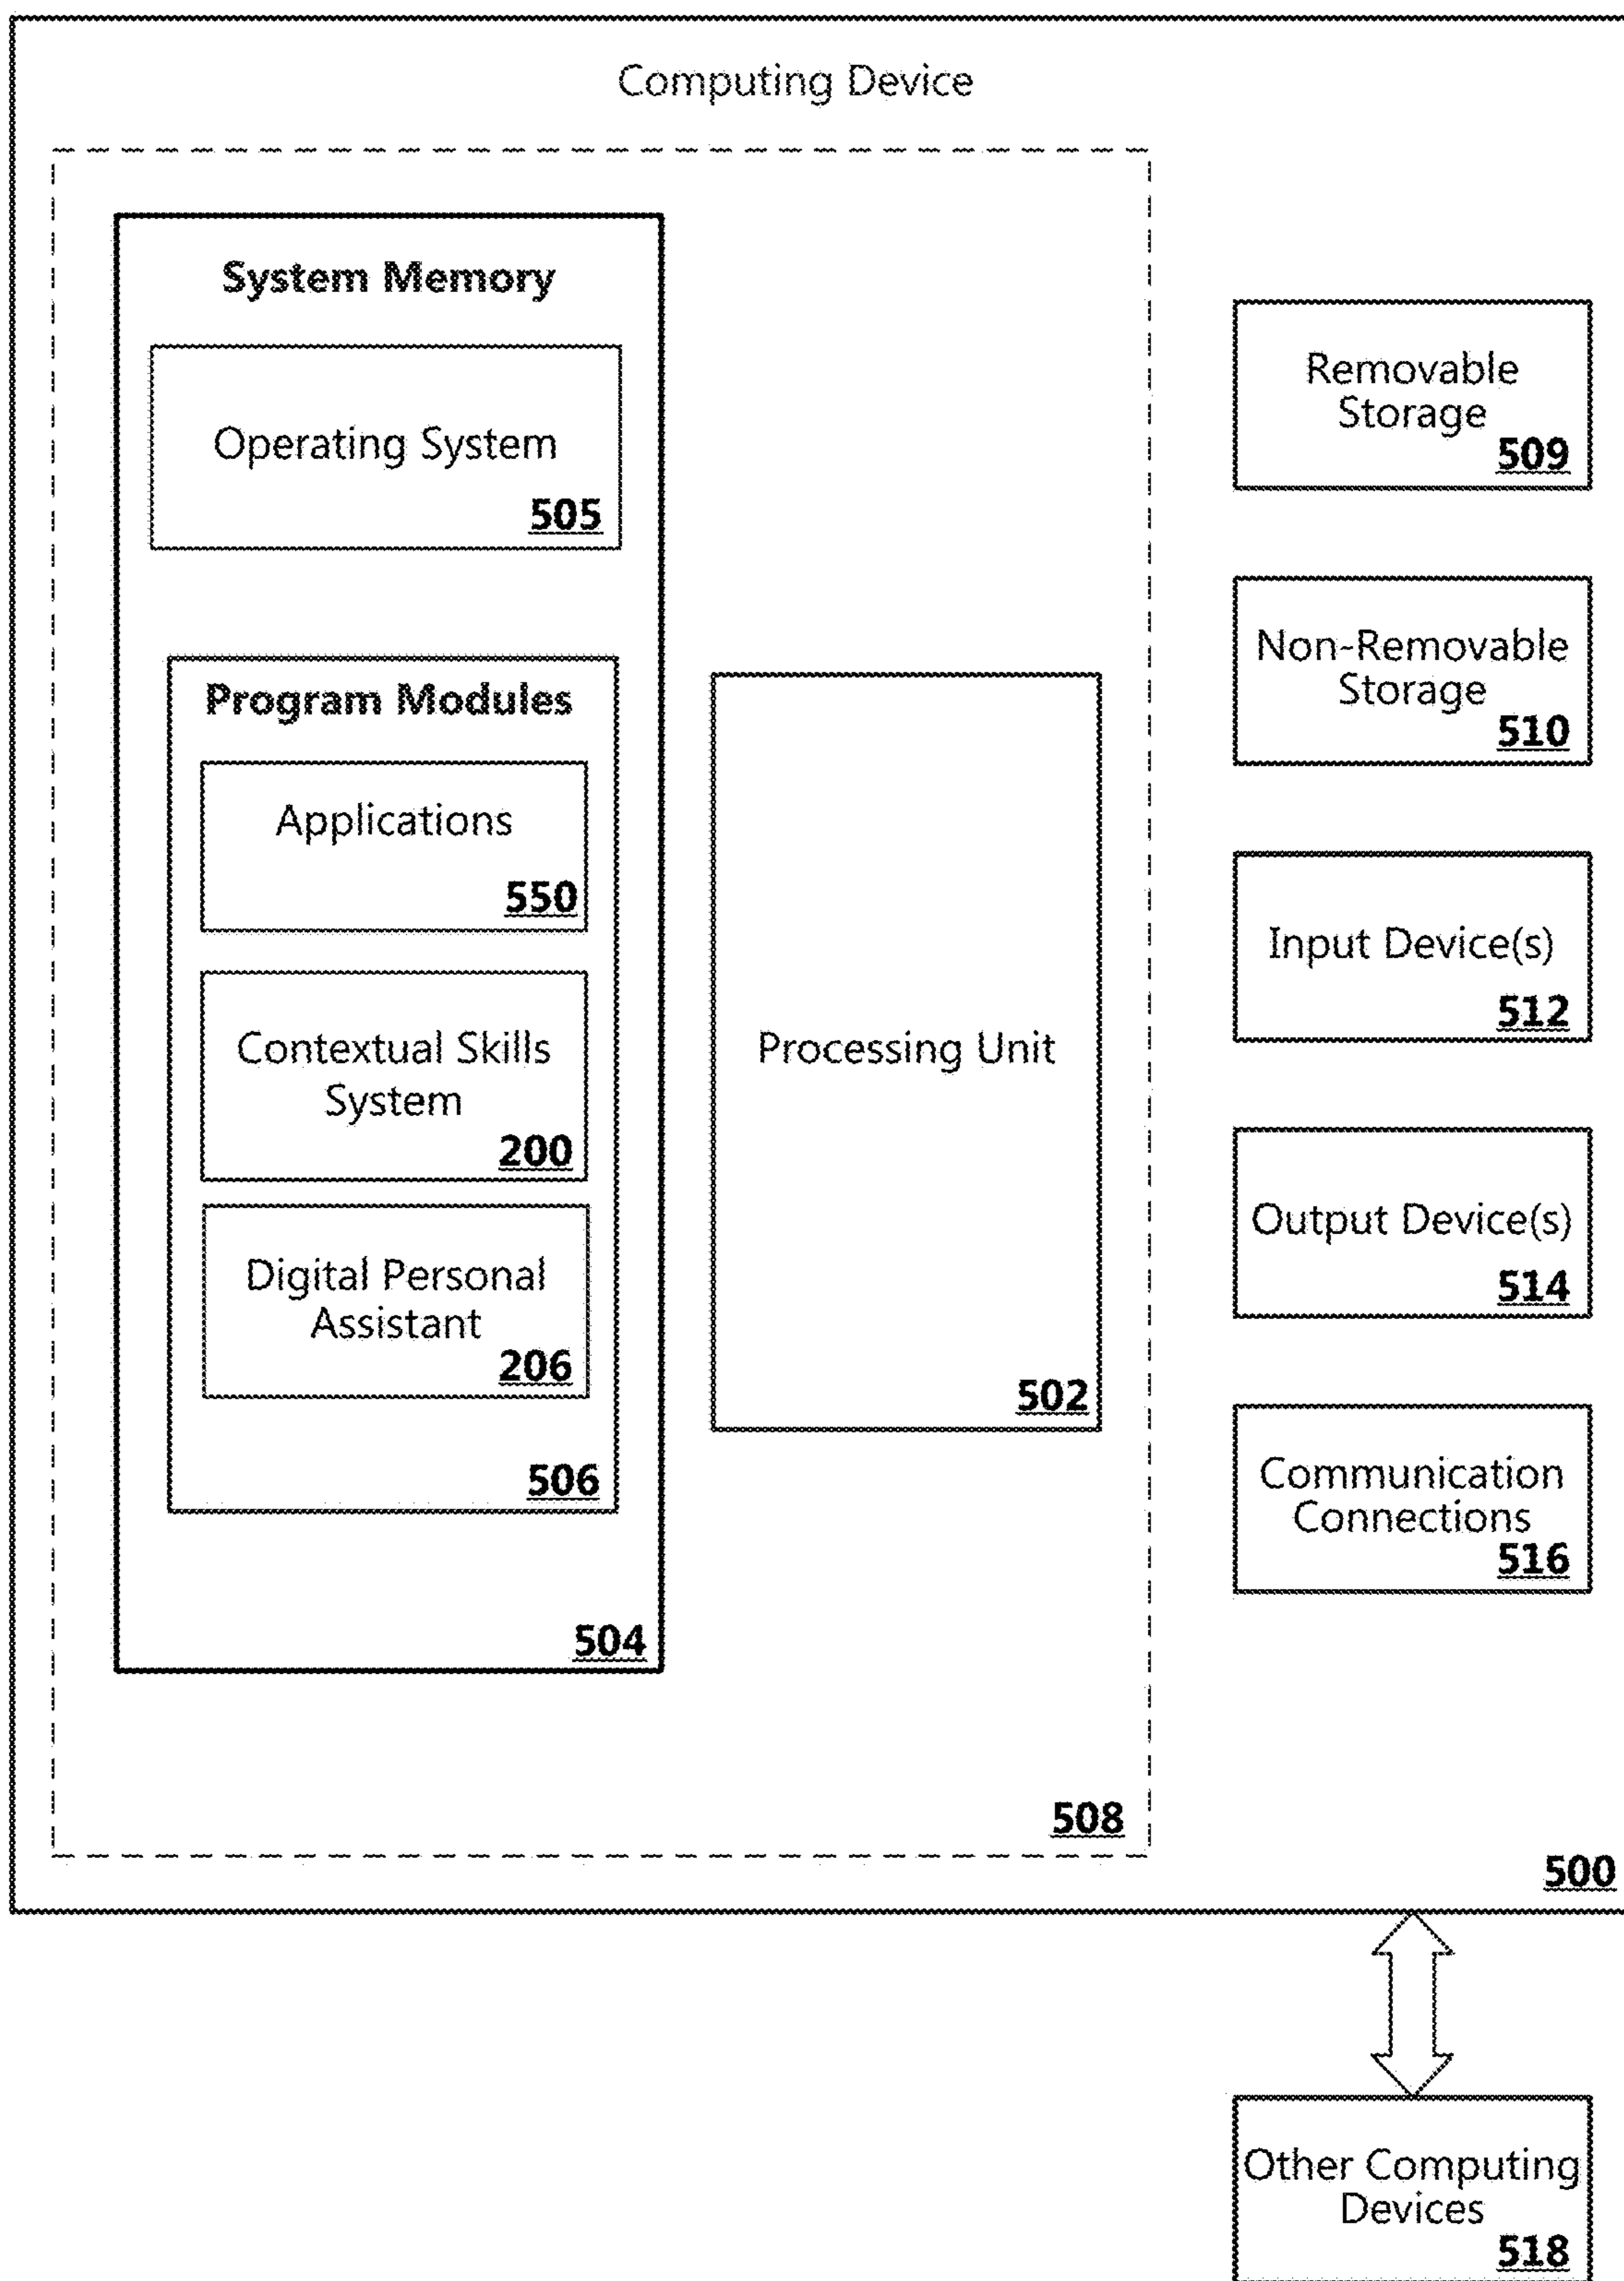 Computing Device
System Memory
Operating System
505
Program Modules
Applications
550
Contextual Skills
System
200
Digital Personal
Assistant
206
506
504
Processing Unit
502
508
Removable
Storage
509
Non-Removable
Storage
510
Input Device(s)
512
Output Device(s)
514
Communication
Connections
516
500
Other Computing
Devices
518